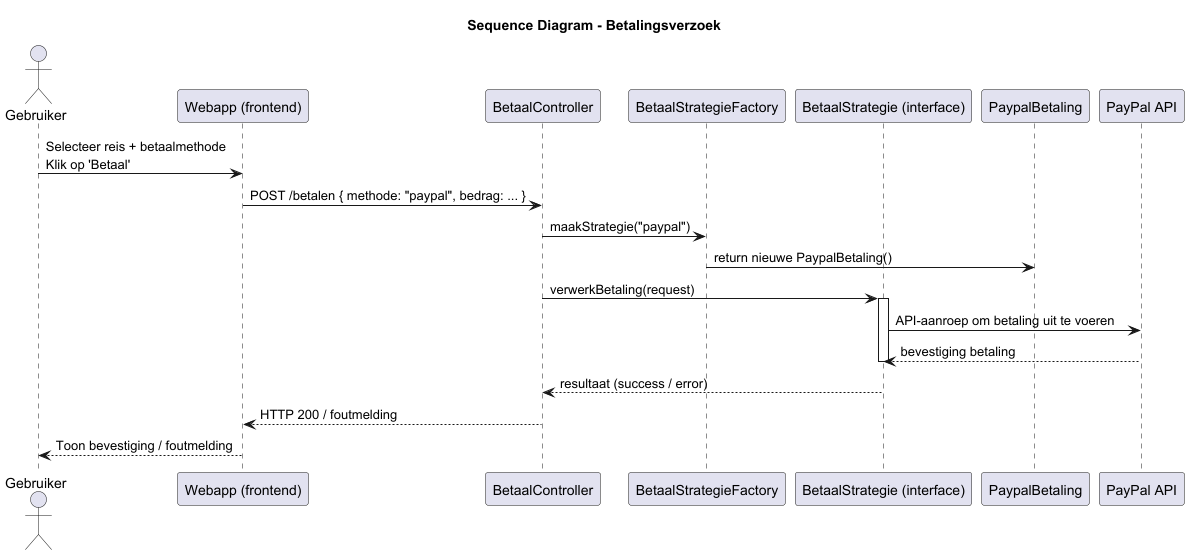 Sequence Diagram - Betalingsverzoek
Gebruiker
Webapp (frontend)
BetaalController
BetaalStrategieFactory
BetaalStrategie (interface)
PaypalBetaling
PayPal API
Selecteer reis + betaalmethode
Klik op 'Betaal'
POST /betalen { methode: "paypal", bedrag: ... }
maakStrategie("paypal")
return nieuwe PaypalBetaling()
verwerkBetaling(request)
API-aanroep om betaling uit te voeren
bevestiging betaling
resultaat (success / error)
HTTP 200 / foutmelding
Toon bevestiging / foutmelding
Gebruiker
Webapp (frontend)
BetaalController
BetaalStrategieFactory
BetaalStrategie (interface)
PaypalBetaling
PayPal API